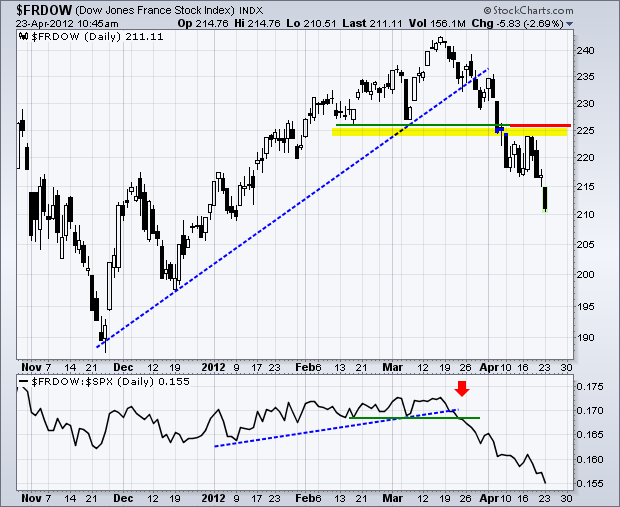 $FRDOW (Dow Jones France Stock Index) INDX © StockCharts.com
23-Apr-2012 10:45am Op 214.76 Hi 214.76 Lo 210.51 Last 211.11 Vol 156.1M Chg -5.83 (-2.69%)
$FRDOW (Daily) 211.11
240
235
230
225
220
215
210
205
200
195
190
Nov 7 14 21 Dec 12 19 2012 9 17 23 Feb6 13 21 Mar 12 19 26 Apr 10 16 23 30
$FRDOW:$SPX (Daily) 0.155
0.175
0.170
0.165
0.160
0.155
Nov 7 14 21 Dec 12 19 2012 9 17 23 Feb6 13 21 Mar 12 19 26 Apr 10 16 23 30